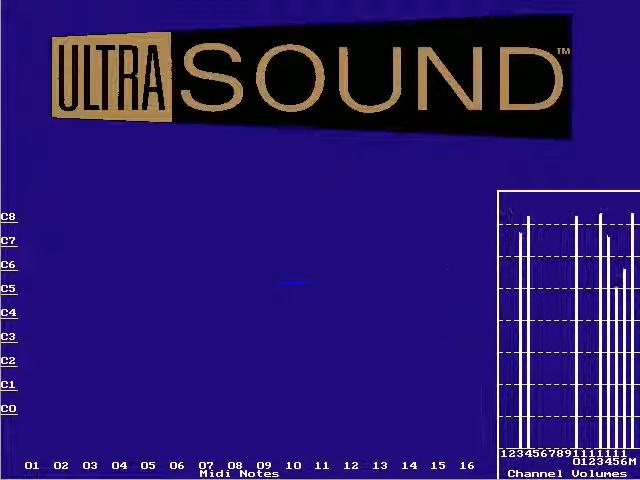 ULTRASOUND™
C8
C7
C6
C5
C4
C3
C2
C1
C0
01 02 03 04 05 06 07 08 09 10 11 12 13 14 15 16
Midi Notes
1234567891111111
0123456M
Channel Volumes